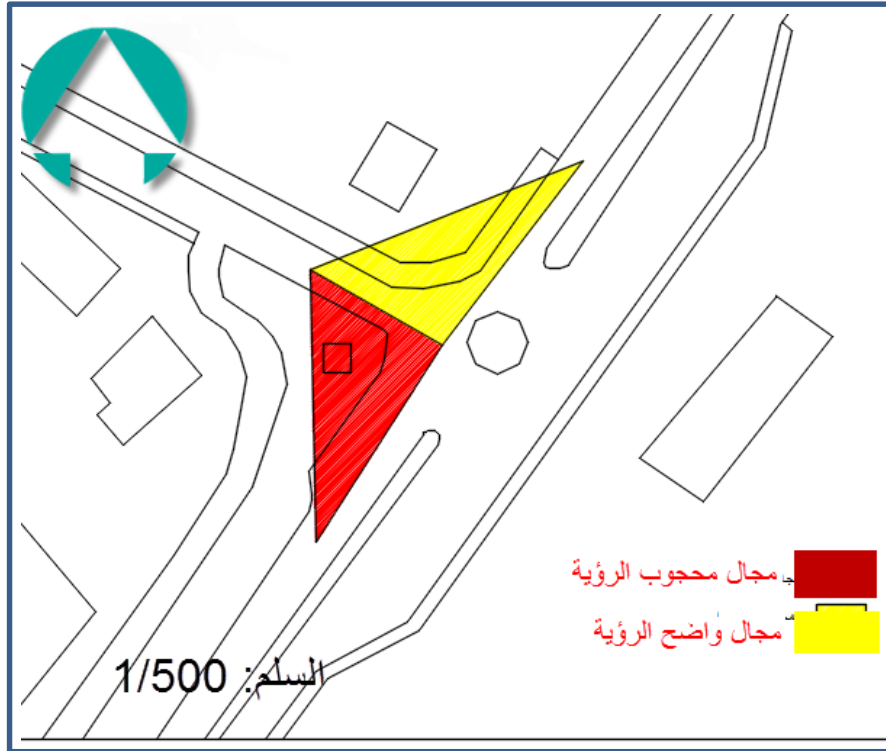 مجال محجوب الرؤية
مجال واضح الرؤية
السلم: 1/500